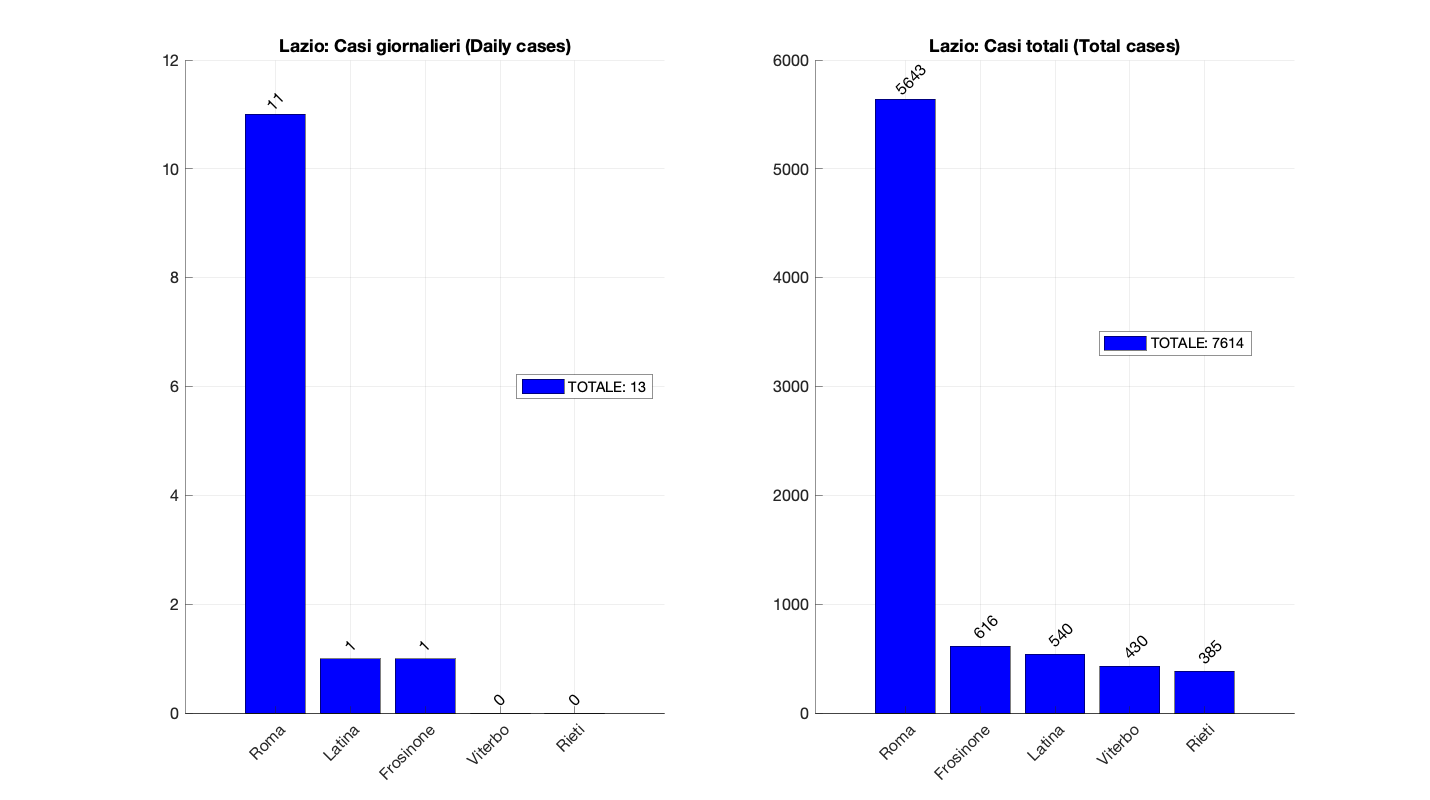 Lazio: Casi giornalieri (Daily cases)
12
10
8
6
4
2
0
11
1
1
0
0
TOTALE: 13
Roma
Latina
Frosinone
Viterbo
Rieti
Lazio: Casi totali (Total cases)
6000
5000
4000
3000
2000
1000
0
5643
616
540
430
385
TOTALE: 7614
Roma
Frosinone
Latina
Viterbo
Rieti